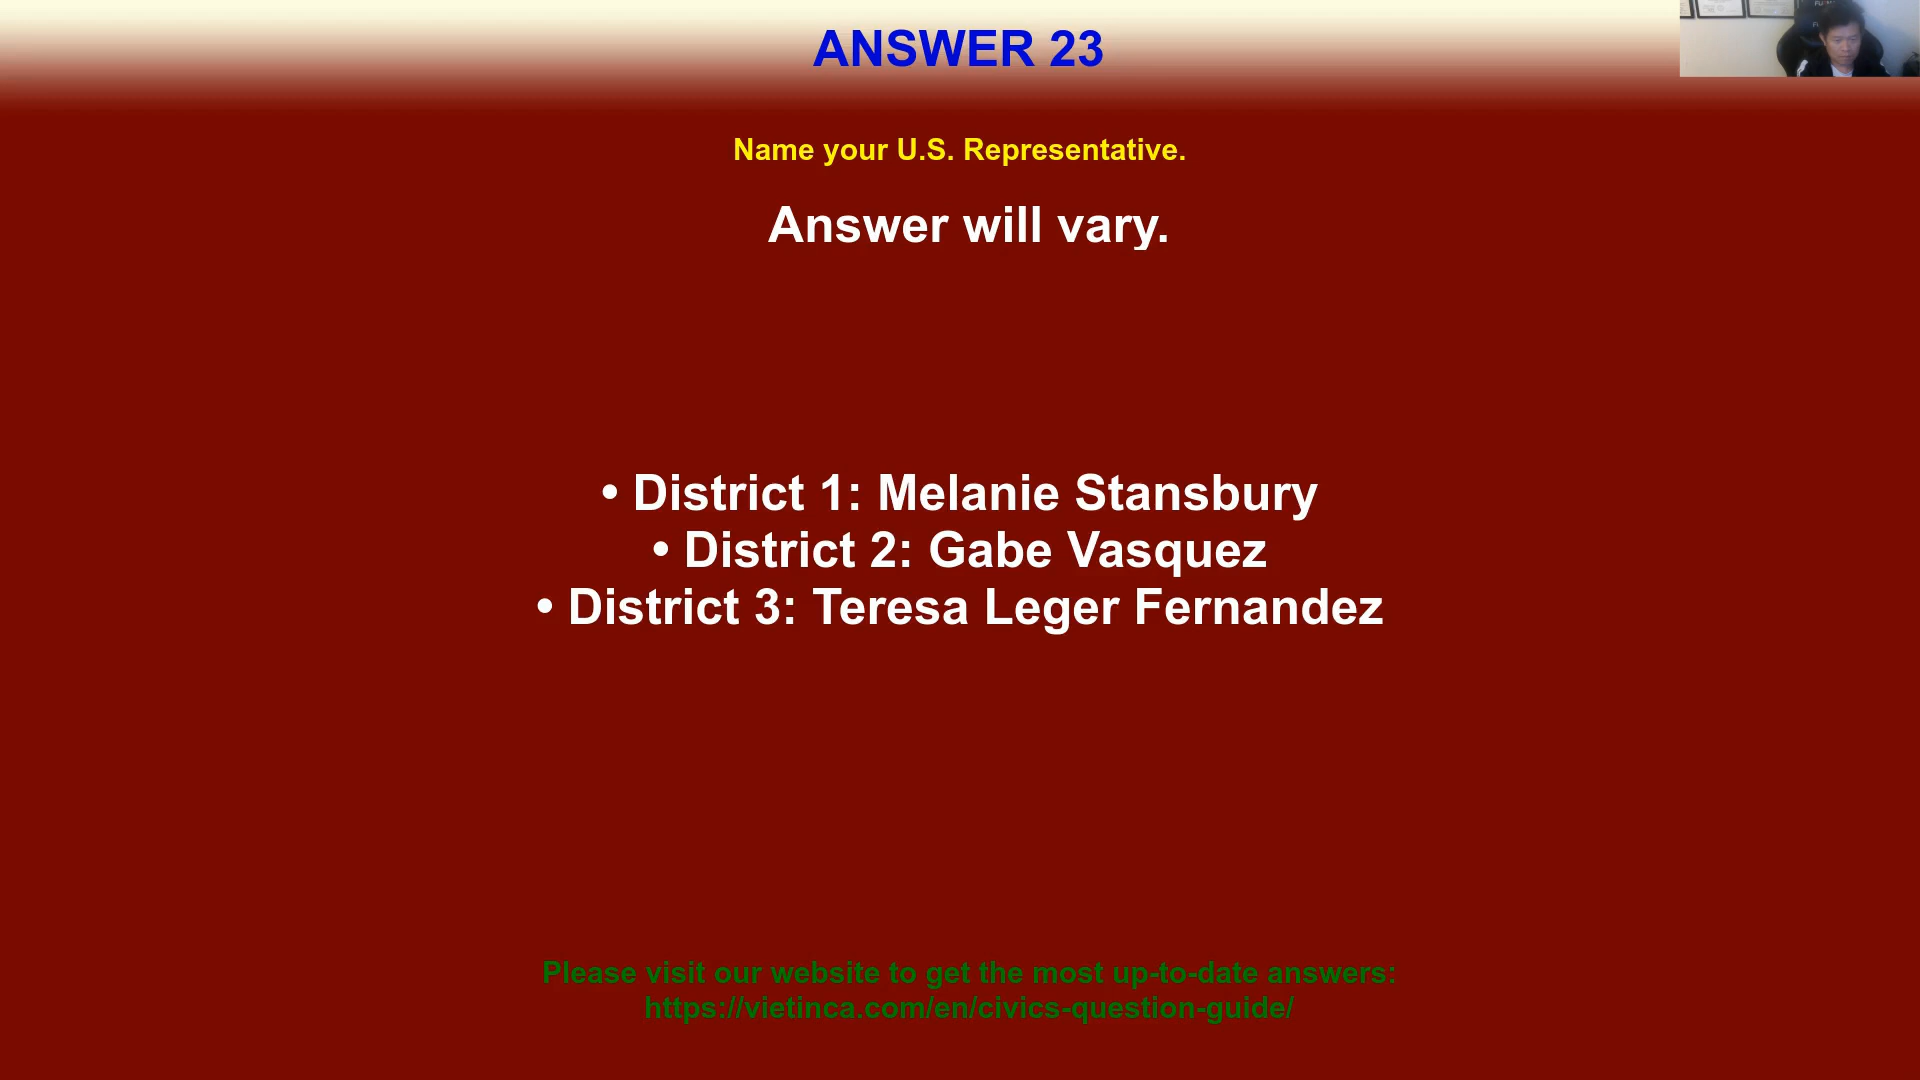 ANSWER 23
Name your U.S. Representative.
Answer will vary.
• District 1: Melanie Stansbury
• District 2: Gabe Vasquez
• District 3: Teresa Leger Fernandez
Please visit our website to get the most up-to-date answers:
https://vietinca.com/en/civics-question-guide/